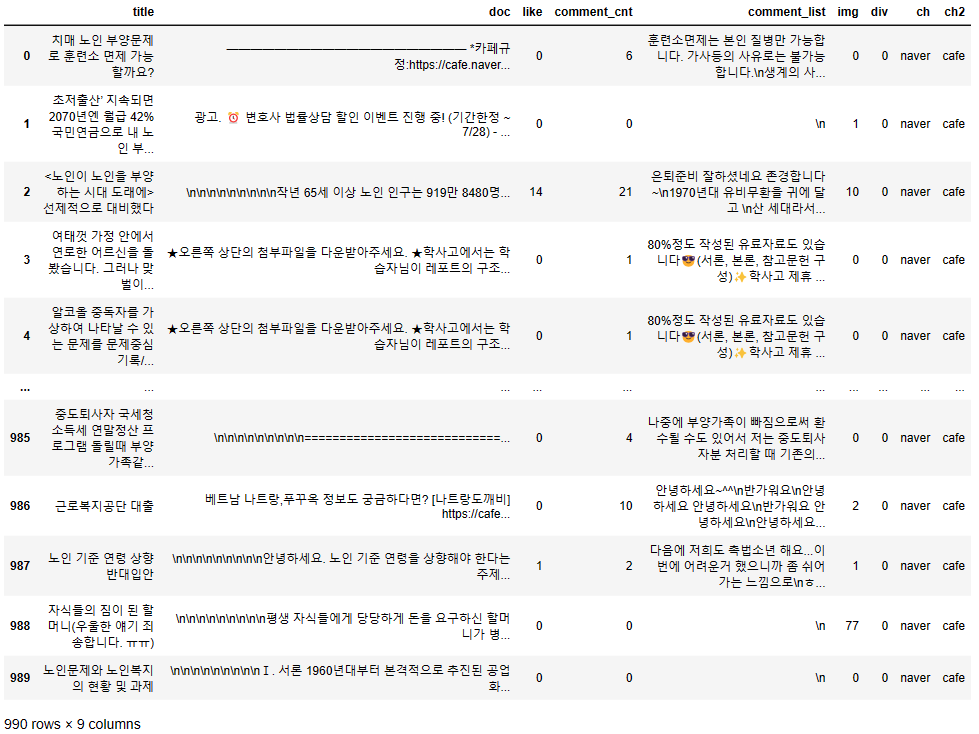 title doc like comment_cnt comment_list img div ch ch2
0 치매 노인 부양문제로 훈련소 면제 가능할까요? ———————————————————— *카페규정:https://cafe.naver... 0 6 훈련소면제는 본인 질병만 가능합니다. 가사등의 사유로는 불가능합니다.\n생계의 사... 0 0 naver cafe
1 초저출산' 지속되면 2070년엔 월급 42% 국민연금으로 내 노인 부... 광고. ⏰ 변호사 법률상담 할인 이벤트 진행 중! (기간한정 ~ 7/28) - ... 0 0 \n 1 0 naver cafe
2 <노인이 노인을 부양하는 시대 도래에> 선제적으로 대비했다 \n\n\n\n\n\n\n\n\n작년 65세 이상 노인 인구는 919만 8480명... 14 21 은퇴준비 잘하셨네요 존경합니다~\n1970년대 유비무환을 귀에 달고 \n산 세대라서... 10 0 naver cafe
3 여태껏 가정 안에서 연로한 어르신을 돌봤습니다. 그러나 맞벌이... ★오른쪽 상단의 첨부파일을 다운받아주세요. ★학사고에서는 학습자님이 레포트의 구조... 0 1 80%정도 작성된 유료자료도 있습니다😎(서론, 본론, 참고문헌 구성)✨학사고 제휴 ... 0 0 naver cafe
4 알코올 중독자를 가상하여 나타날 수 있는 문제를 문제중심기록/... ★오른쪽 상단의 첨부파일을 다운받아주세요. ★학사고에서는 학습자님이 레포트의 구조... 0 1 80%정도 작성된 유료자료도 있습니다😎(서론, 본론, 참고문헌 구성)✨학사고 제휴 ... 0 0 naver cafe
... ... ... ... ... ... ... ... ... ...
985 중도퇴사자 국세청 소득세 연말정산 프로그램 돌릴때 부양가족같... \n\n\n\n\n\n\n\n\n============================... 0 4 나중에 부양가족이 빠짐으로써 환수될 수도 있어서 저는 중도퇴사자분 처리할 때 기존의... 0 0 naver cafe
986 근로복지공단 대출 베트남 나트랑,푸꾸옥 정보도 궁금하다면? [나트랑도깨비] https://cafe... 0 10 안녕하세요~^^\n반가워요\n안녕하세요 안녕하세요\n반가워요 안녕하세요\n안녕하세요... 2 0 naver cafe
987 노인 기준 연령 상향 반대입안 \n\n\n\n\n\n\n\n\n안녕하세요. 노인 기준 연령을 상향해야 한다는 주제... 1 2 다음에 저희도 촉법소년 해요...이번에 어려운거 했으니까 좀 쉬어가는 느낌으로\nㅎ... 1 0 naver cafe
988 자식들의 짐이 된 할머니(우울한 얘기 죄송합니다. ㅠㅠ) \n\n\n\n\n\n\n\n\n평생 자식들에게 당당하게 돈을 요구하신 할머니가 병... 0 0 \n 77 0 naver cafe
989 노인문제와 노인복지의 현황 및 과제 \n\n\n\n\n\n\n\n\nⅠ. 서론 1960년대부터 본격적으로 추진된 공업화... 0 0 \n 0 0 naver cafe
990 rows × 9 columns